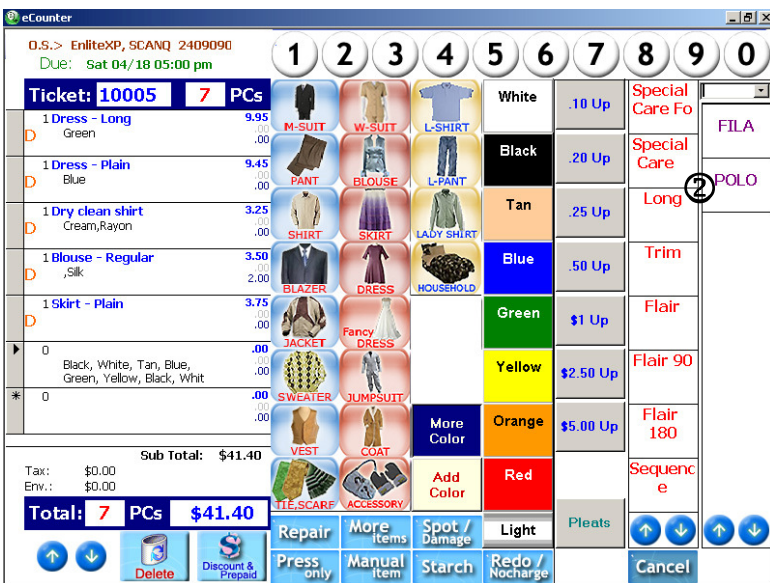 eCounter
O.S.> EnliteXP, SCANQ 2409090
Due: Sat 04/18 05:00 pm
1 2 3 4 5 6 7 8 9 0
Ticket: 10005 7 PCs
1 Dress - Long 9.95
.00
D Green .00
1 Dress - Plain 9.45
.00
D Blue .00
1 Dry clean shirt 3.25
.00
D Cream,Rayon .00
1 Blouse - Regular 3.50
.00
D ,Silk 2.00
1 Skirt - Plain 3.75
.00
D .00
0 .00
.00
Black, White, Tan, Blue, .00
Green, Yellow, Black, Whit
* 0 .00
.00
.00
Sub Total: $41.40
Tax: $0.00
Env.: $0.00
Total: 7 PCs $41.40
Delete
Discount &
Prepaid
M-SUIT
W-SUIT
L-SHIRT
PANT
BLOUSE
L-PANT
SHIRT
SKIRT
LADY SHIRT
BLAZER
DRESS
HOUSEHOLD
JACKET
Fancy
DRESS
SWEATER
JUMPSUIT
VEST
COAT
More
Color
TIE,SCARF
ACCESSORY
Add
Color
White
Black
Tan
Blue
Green
Yellow
Orange
Red
Light
.10 Up
.20 Up
.25 Up
.50 Up
$1 Up
$2.50 Up
$5.00 Up
Pleats
Special
Care Fo
Special
Care
Long
Trim
Flair
Flair 90
Flair
180
Sequenc
e
FILA
POLO
2
Repair
More
items
Spot /
Damage
Press
only
Manual
Item
Starch
Redo /
Nocharge
Cancel